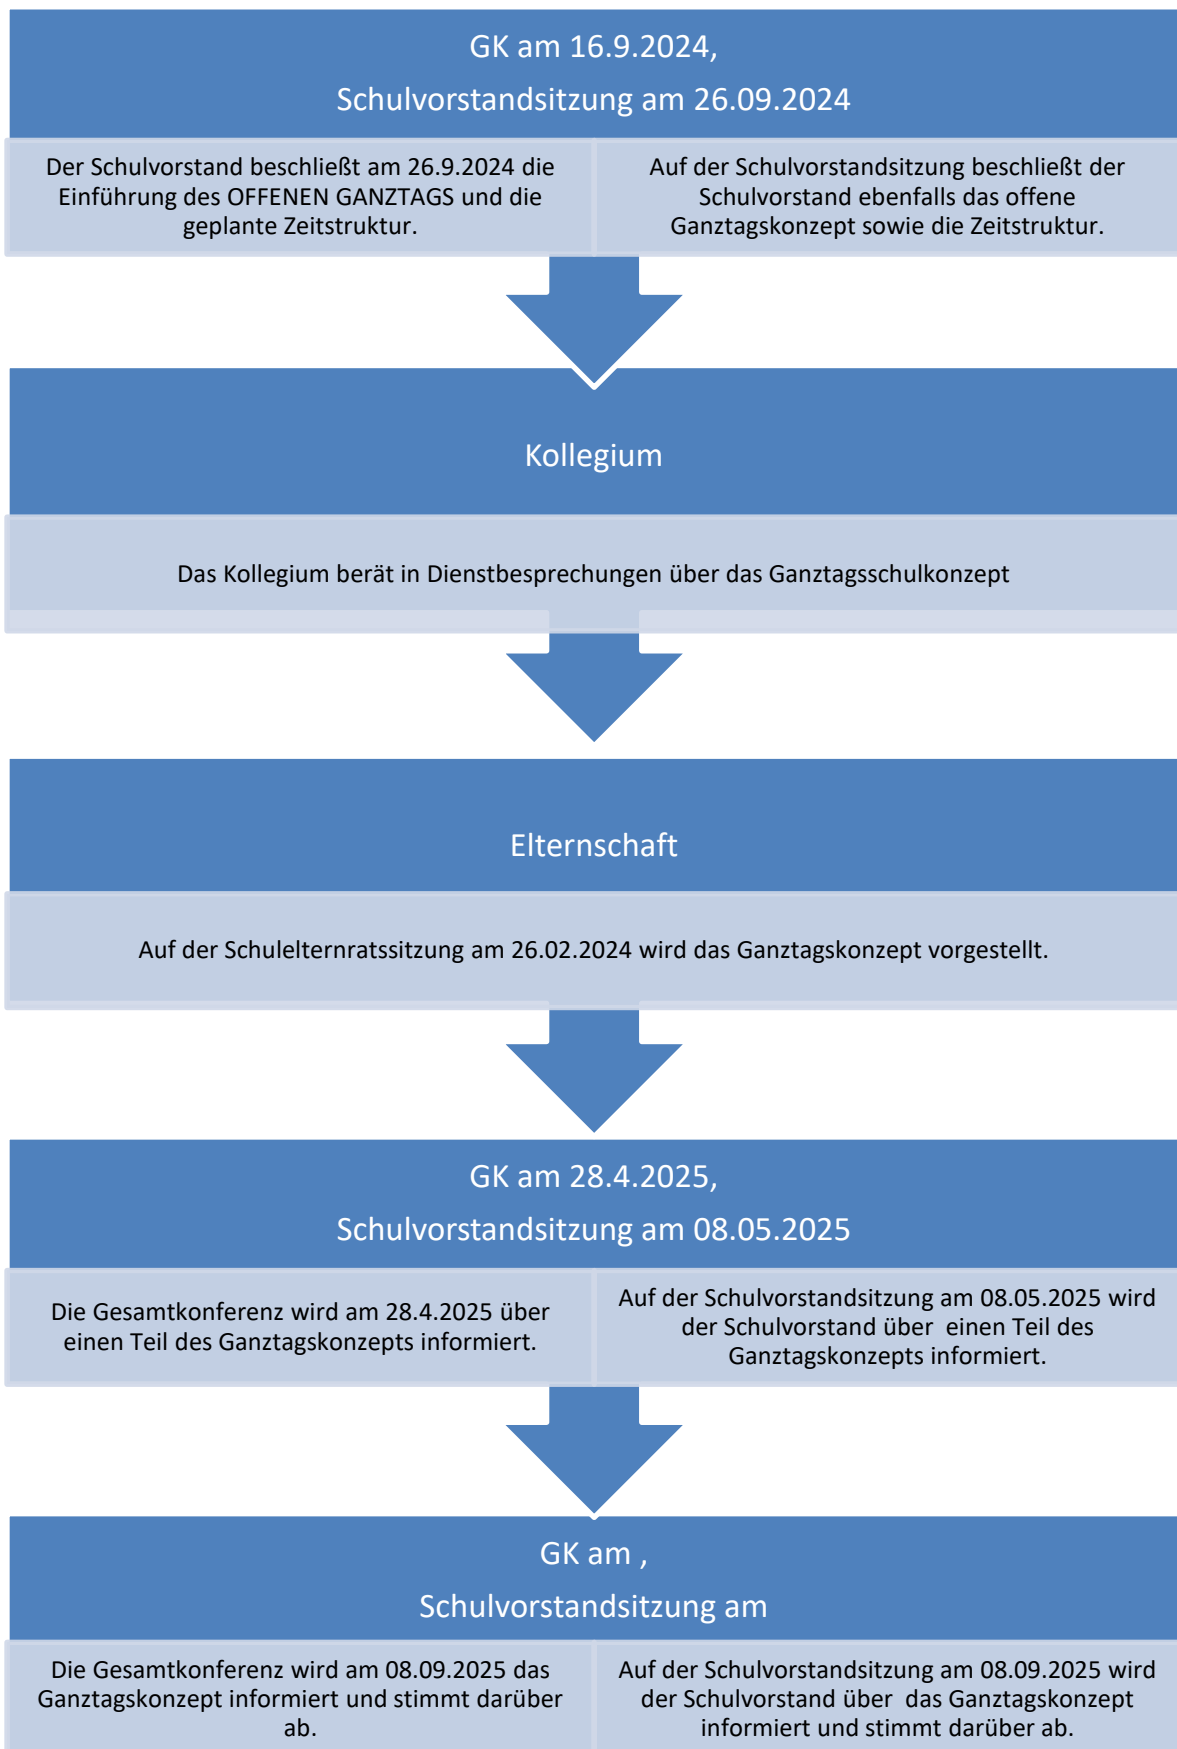 GK am 16.9.2024,
Schulvorstandsitzung am 26.09.2024
Der Schulvorstand beschließt am 26.9.2024 die
Einführung des OFFENEN GANZTAGS und die
geplante Zeitstruktur.
Auf der Schulvorstandsitzung beschließt der
Schulvorstand ebenfalls das offene
Ganztagskonzept sowie die Zeitstruktur.
Kollegium
Das Kollegium berät in Dienstbesprechungen über das Ganztagsschulkonzept
Elternschaft
Auf der Schulelternratssitzung am 26.02.2024 wird das Ganztagskonzept vorgestellt.
GK am 28.4.2025,
Schulvorstandsitzung am 08.05.2025
Die Gesamtkonferenz wird am 28.4.2025 über
einen Teil des Ganztagskonzepts informiert.
Auf der Schulvorstandsitzung am 08.05.2025 wird
der Schulvorstand über  einen Teil des
Ganztagskonzepts informiert.
GK am ,
Schulvorstandsitzung am
Die Gesamtkonferenz wird am 08.09.2025 das
Ganztagskonzept informiert und stimmt darüber
ab.
Auf der Schulvorstandsitzung am 08.09.2025 wird
der Schulvorstand über  das Ganztagskonzept
informiert und stimmt darüber ab.